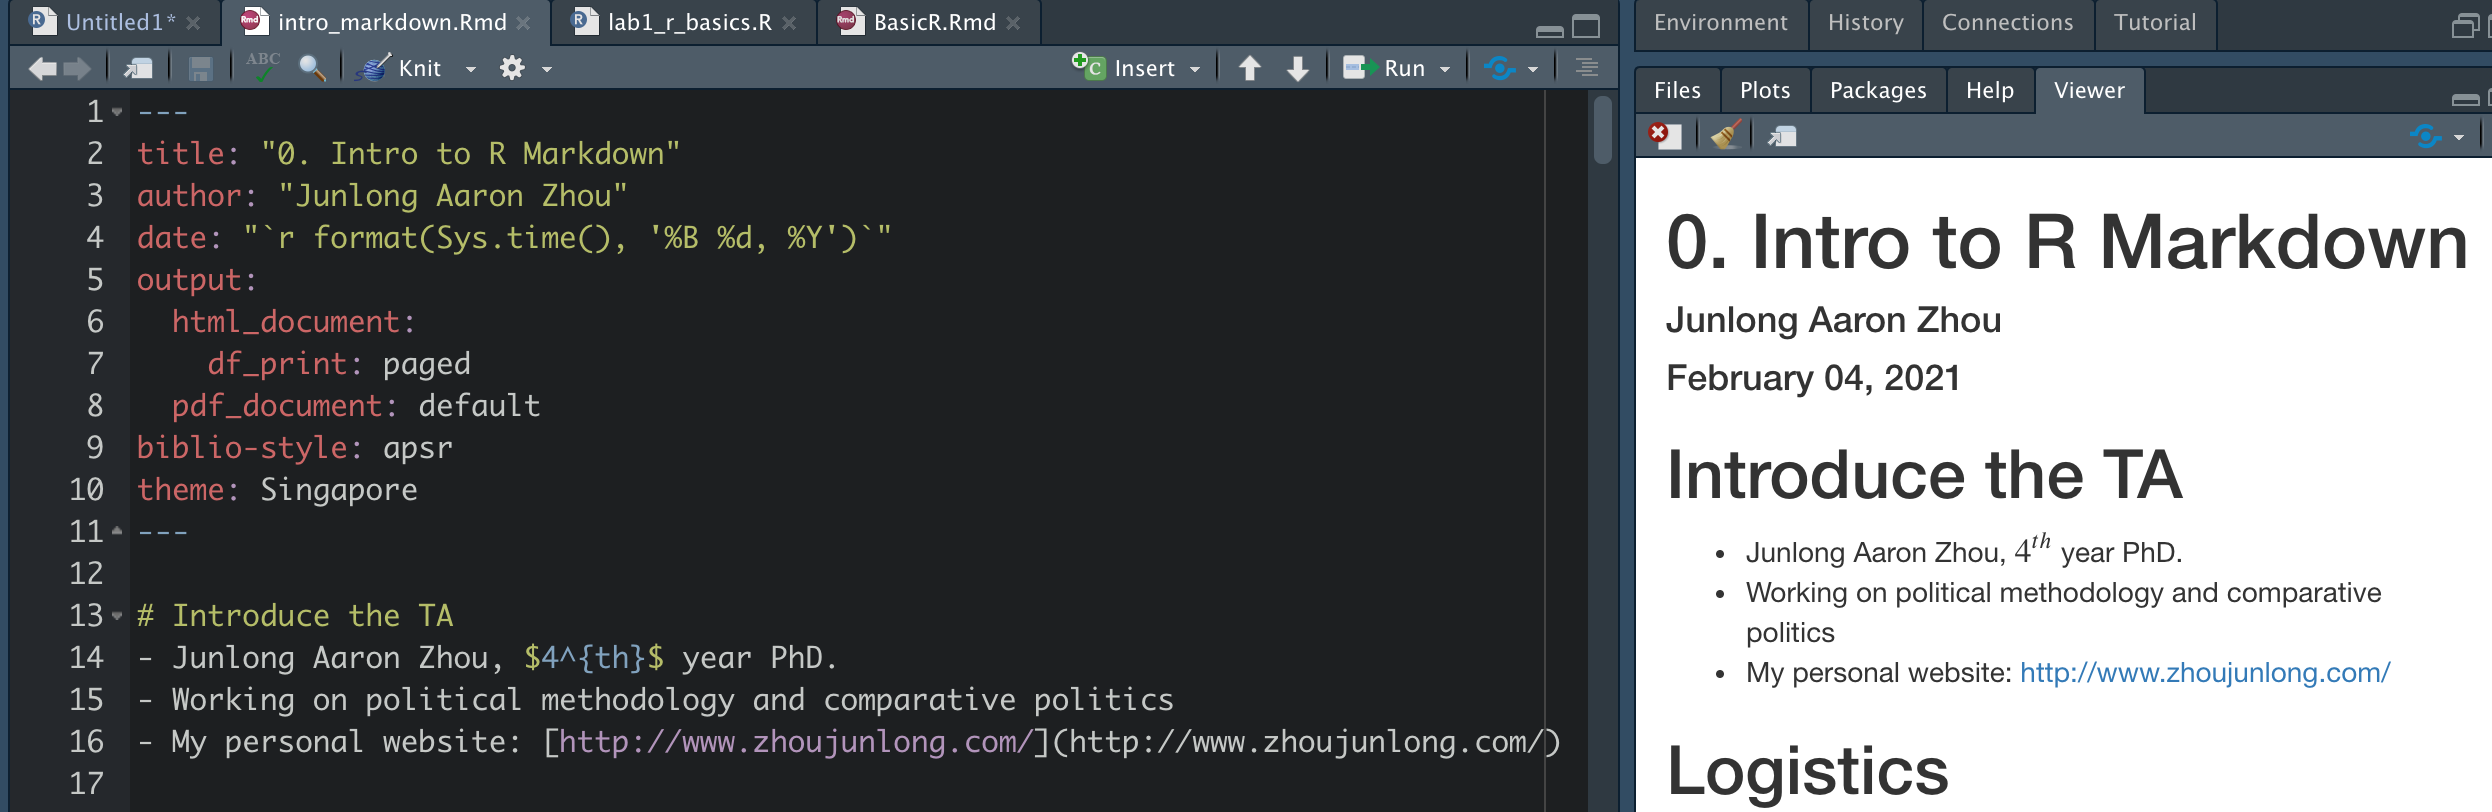 Untitled1* intro_markdown.Rmd lab1_r_basics.R BasicR.Rmd
ABC Knit Insert Run
1 ---
2 title: "0. Intro to R Markdown"
3 author: "Junlong Aaron Zhou"
4 date: "`r format(Sys.time(), '%B %d, %Y')`"
5 output:
6 html_document:
7 df_print: paged
8 pdf_document: default
9 biblio-style: apsr
10 theme: Singapore
11 ---
12
13 # Introduce the TA
14 - Junlong Aaron Zhou, $4^{th}$ year PhD.
15 - Working on political methodology and comparative politics
16 - My personal website: [http://www.zhoujunlong.com/](http://www.zhoujunlong.com/)
17
Environment History Connections Tutorial
Files Plots Packages Help Viewer
0. Intro to R Markdown
Junlong Aaron Zhou
February 04, 2021
Introduce the TA
• Junlong Aaron Zhou, 4^th year PhD.
• Working on political methodology and comparative
politics
• My personal website: http://www.zhoujunlong.com/
Logistics